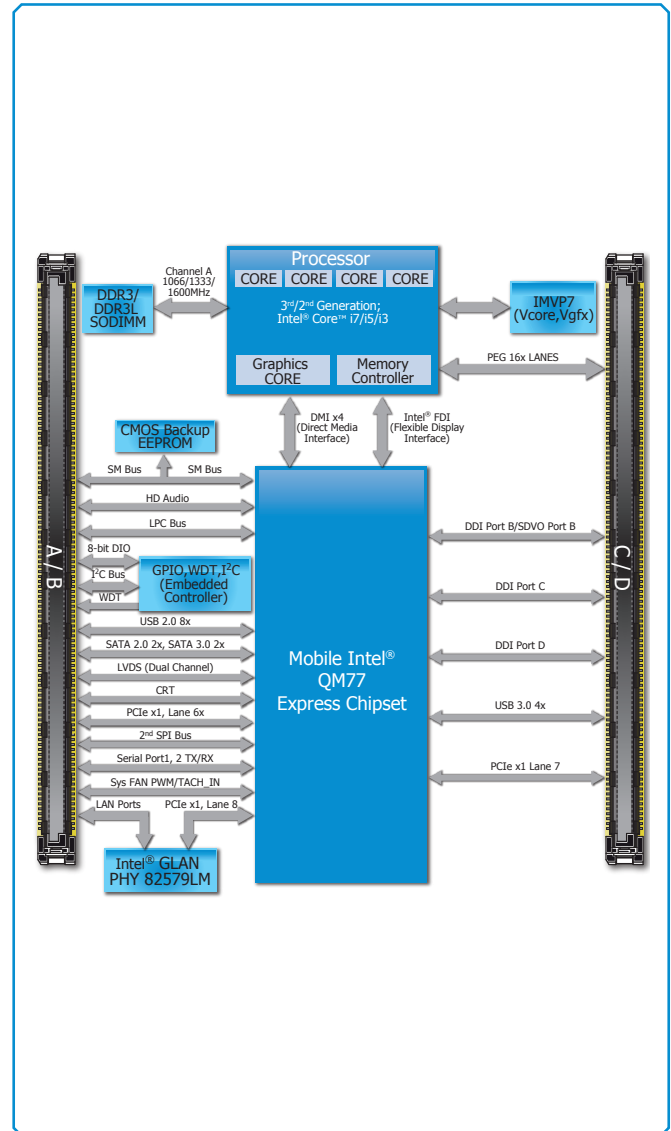 Processor
CORE CORE CORE CORE
3rd/2nd Generation;
Intel® Core™ i7/i5/i3
Graphics
CORE
Memory
Controller
Channel A
1066/1333/
1600MHz
DDR3/
DDR3L
SODIMM
IMVP7
(Vcore,Vgfx)
PEG 16x LANES
DMI x4
(Direct Media
Interface)
Intel® FDI
(Flexible Display
Interface)
CMOS Backup
EEPROM
SM Bus
SM Bus
HD Audio
LPC Bus
8-bit DIO
I²C Bus
WDT
GPIO,WDT,I²C
(Embedded
Controller)
USB 2.0 8x
SATA 2.0 2x, SATA 3.0 2x
LVDS (Dual Channel)
CRT
PCIe x1, Lane 6x
2nd SPI Bus
Serial Port1, 2 TX/RX
Sys FAN PWM/TACH_IN
LAN Ports
PCIe x1, Lane 8
Intel® GLAN
PHY 82579LM
Mobile Intel®
QM77
Express Chipset
DDI Port B/SDVO Port B
DDI Port C
DDI Port D
USB 3.0 4x
PCIe x1 Lane 7
A / B
C / D